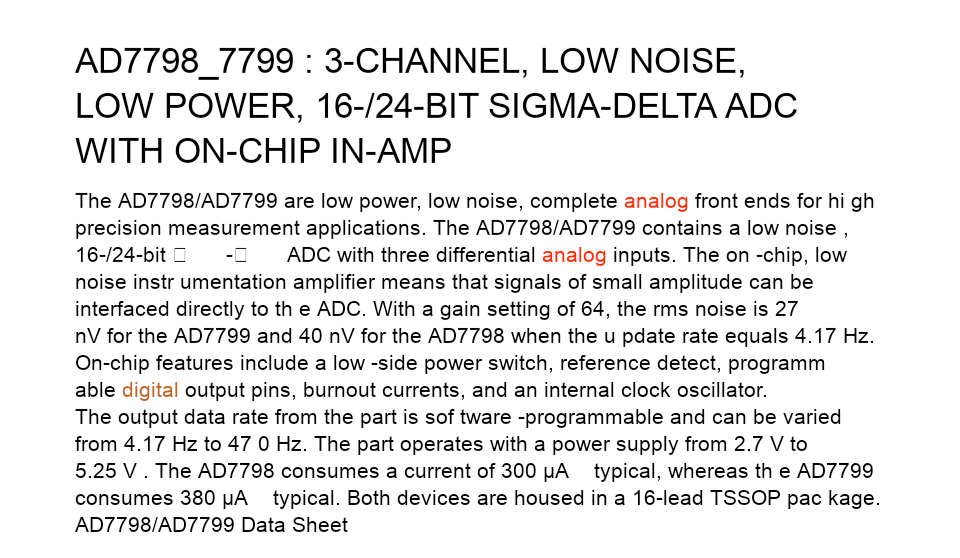 AD7798_7799 : 3-CHANNEL, LOW NOISE,
LOW POWER, 16-/24-BIT SIGMA-DELTA ADC
WITH ON-CHIP IN-AMP
The AD7798/AD7799 are low power, low noise, complete analog front ends for hi gh
precision measurement applications. The AD7798/AD7799 contains a low noise ,
16-/24-bit □ -□ ADC with three differential analog inputs. The on -chip, low
noise instr umentation amplifier means that signals of small amplitude can be
interfaced directly to th e ADC. With a gain setting of 64, the rms noise is 27
nV for the AD7799 and 40 nV for the AD7798 when the u pdate rate equals 4.17 Hz.
On-chip features include a low -side power switch, reference detect, programm
able digital output pins, burnout currents, and an internal clock oscillator.
The output data rate from the part is sof tware -programmable and can be varied
from 4.17 Hz to 47 0 Hz. The part operates with a power supply from 2.7 V to
5.25 V . The AD7798 consumes a current of 300 μA typical, whereas th e AD7799
consumes 380 μA typical. Both devices are housed in a 16-lead TSSOP pac kage.
AD7798/AD7799 Data Sheet